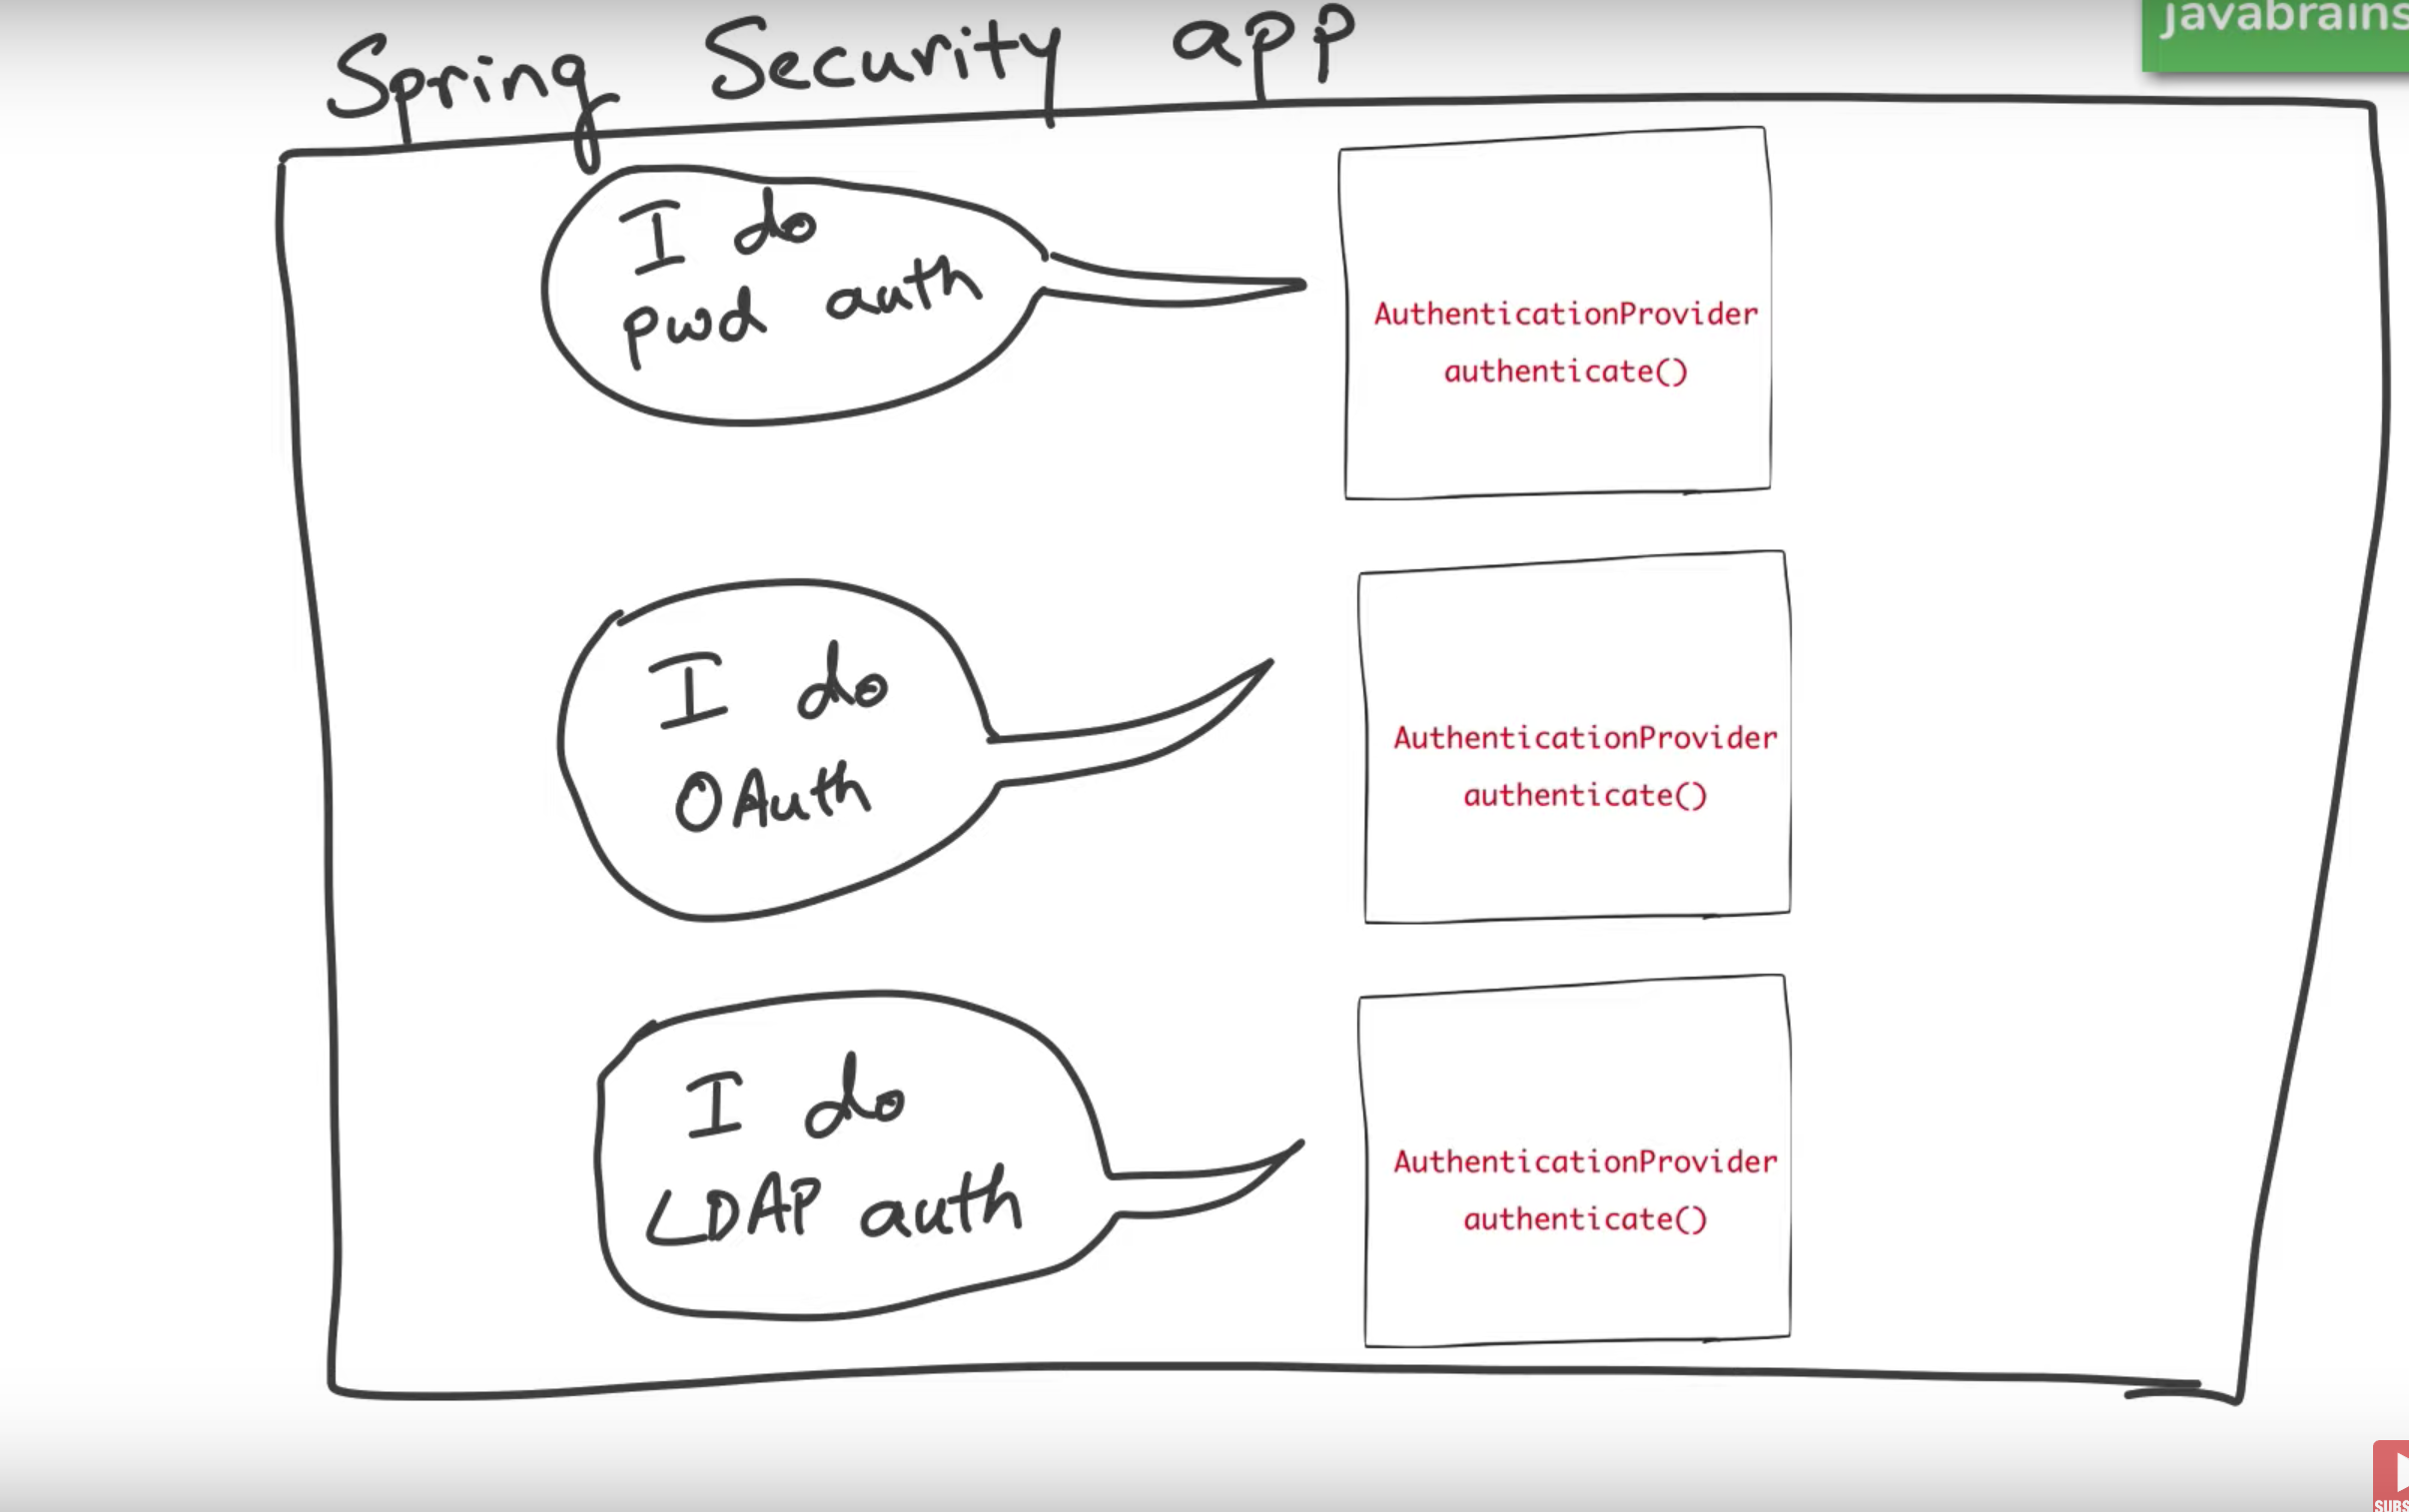 Spring Security app
javabrains
I do
pwd auth
AuthenticationProvider
authenticate()
I do
OAuth
AuthenticationProvider
authenticate()
I do
LDAP auth
AuthenticationProvider
authenticate()
SUBS